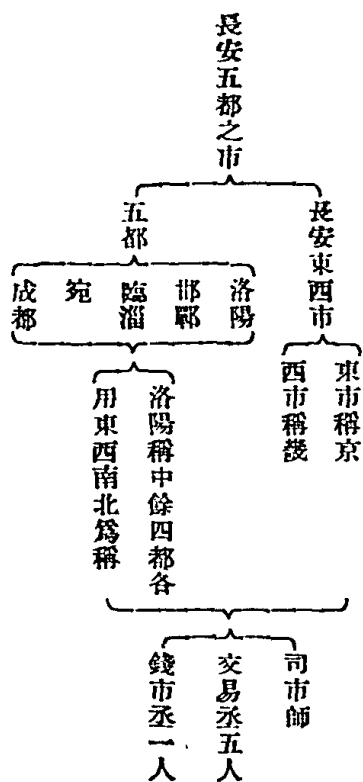 長安五都之市
長安東西市
東市稱京
西市稱畿
五都
洛陽
邯鄲
臨淄
宛
成都
洛陽稱中餘四都各
用東西南北爲稱
司市師
交易丞五人
錢市丞一人